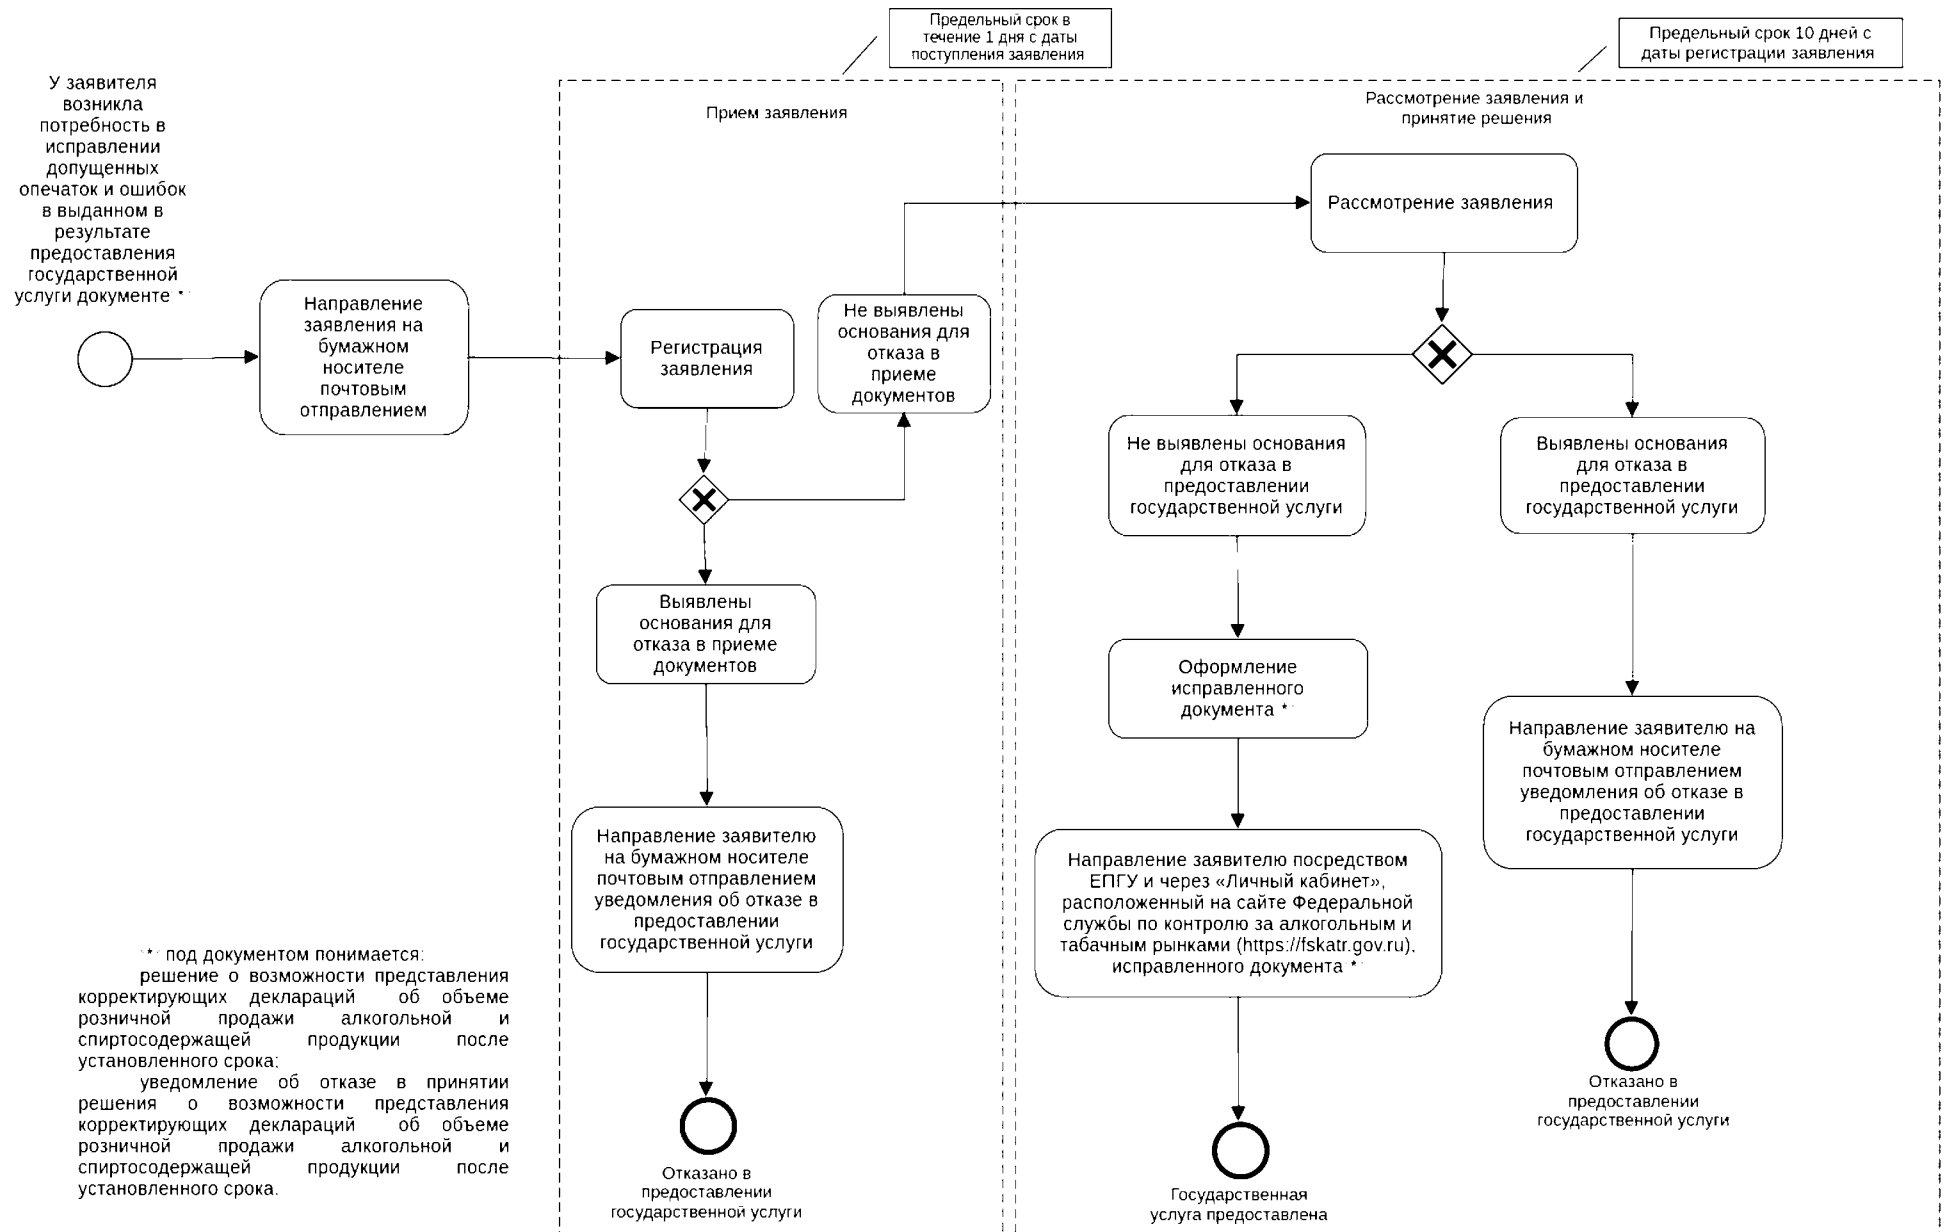 У заявителя
возникла
потребность в
исправлении
допущенных
опечаток и ошибок
в выданном в
результате
предоставления
государственной
услуги документе *
Направление
заявления на
бумажном
носителе
почтовым
отправлением
Предельный срок в
течение 1 дня с даты
поступления заявления
Прием заявления
Регистрация
заявления
Не выявлены
основания для
отказа в
приеме
документов
Выявлены
основания для
отказа в приеме
документов
Направление заявителю
на бумажном носителе
почтовым отправлением
уведомления об отказе в
предоставлении
государственной услуги
Отказано в
предоставлении
государственной услуги
Предельный срок 10 дней с
даты регистрации заявления
Рассмотрение заявления и
принятие решения
Рассмотрение заявления
Не выявлены основания
для отказа в
предоставлении
государственной услуги
Оформление
исправленного
документа *
Направление заявителю посредством
ЕПГУ и через «Личный кабинет»,
расположенный на сайте Федеральной
службы по контролю за алкогольным и
табачным рынками (https://fskatr.gov.ru),
исправленного документа *
Государственная
услуга предоставлена
Выявлены основания
для отказа в
предоставлении
государственной услуги
Направление заявителю на
бумажном носителе
почтовым отправлением
уведомления об отказе в
предоставлении
государственной услуги
Отказано в
предоставлении
государственной услуги
* под документом понимается:
решение о возможности представления
корректирующих деклараций об объеме
розничной продажи алкогольной и
спиртосодержащей продукции после
установленного срока;
уведомление об отказе в принятии
решения о возможности представления
корректирующих деклараций об объеме
розничной продажи алкогольной и
спиртосодержащей продукции после
установленного срока.